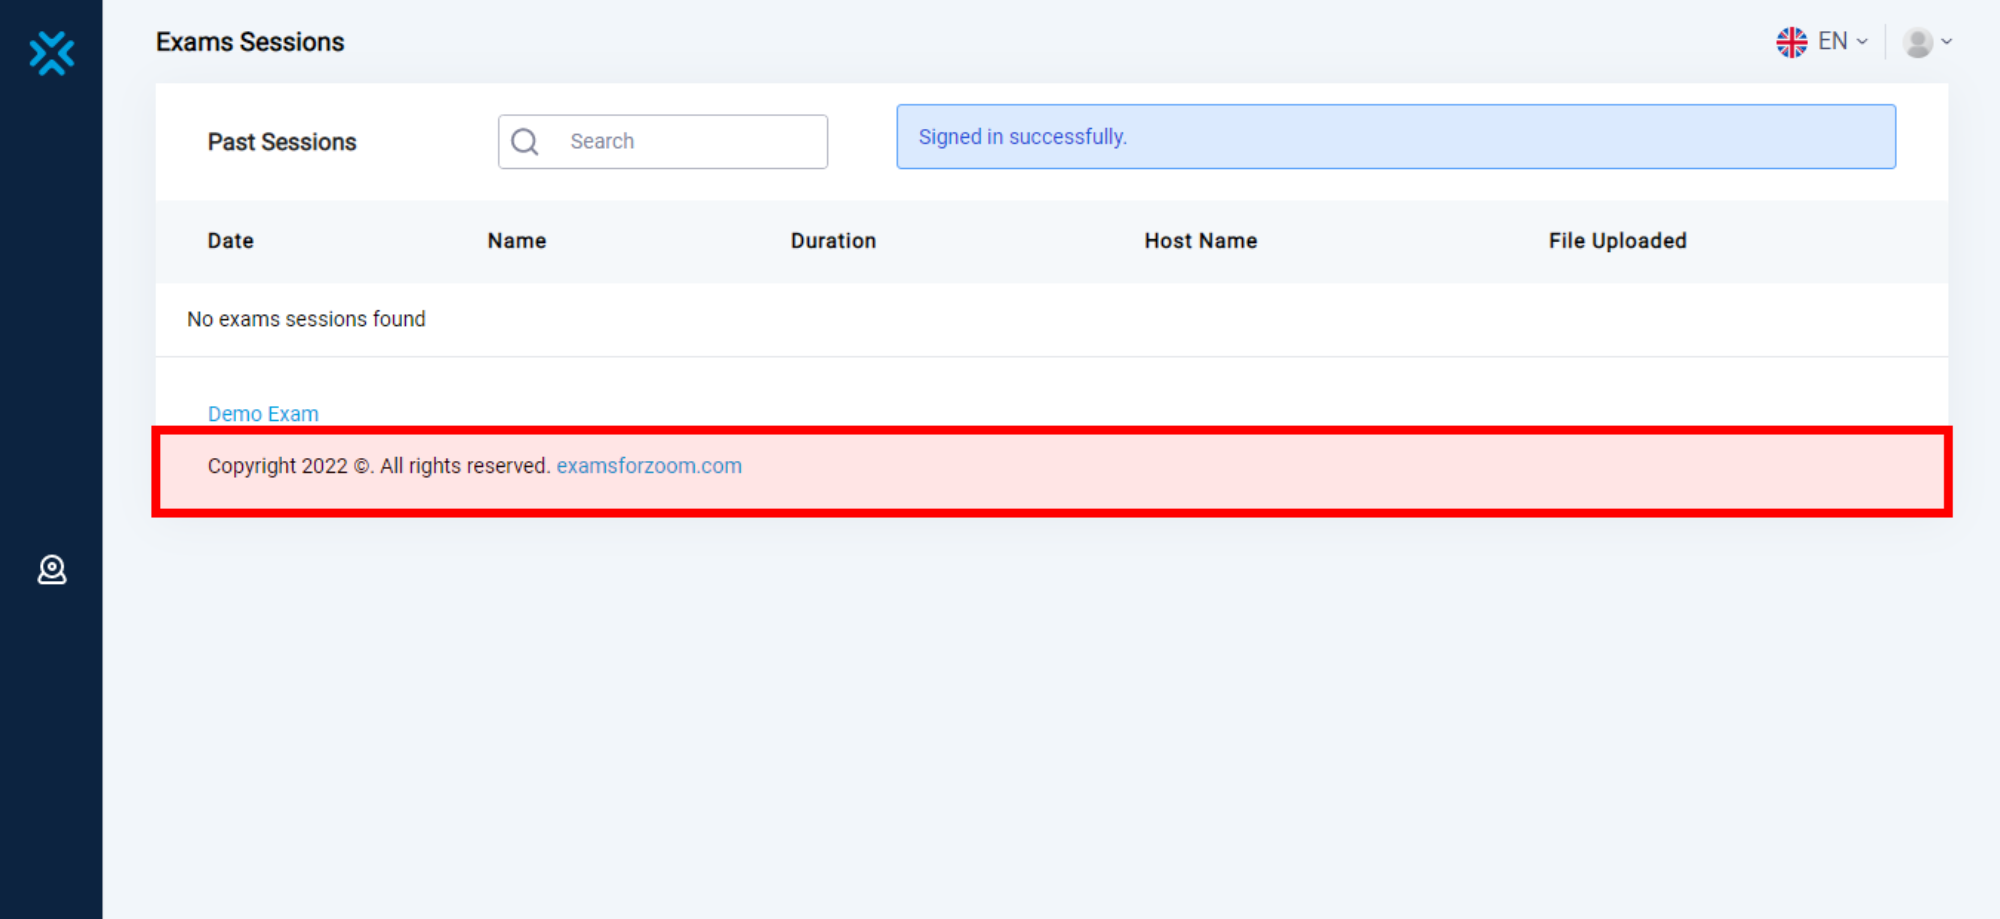 Exams Sessions
EN
Past Sessions
Search
Signed in successfully.
Date Name Duration Host Name File Uploaded
No exams sessions found
Demo Exam
Copyright 2022 ©. All rights reserved. examsforzoom.com